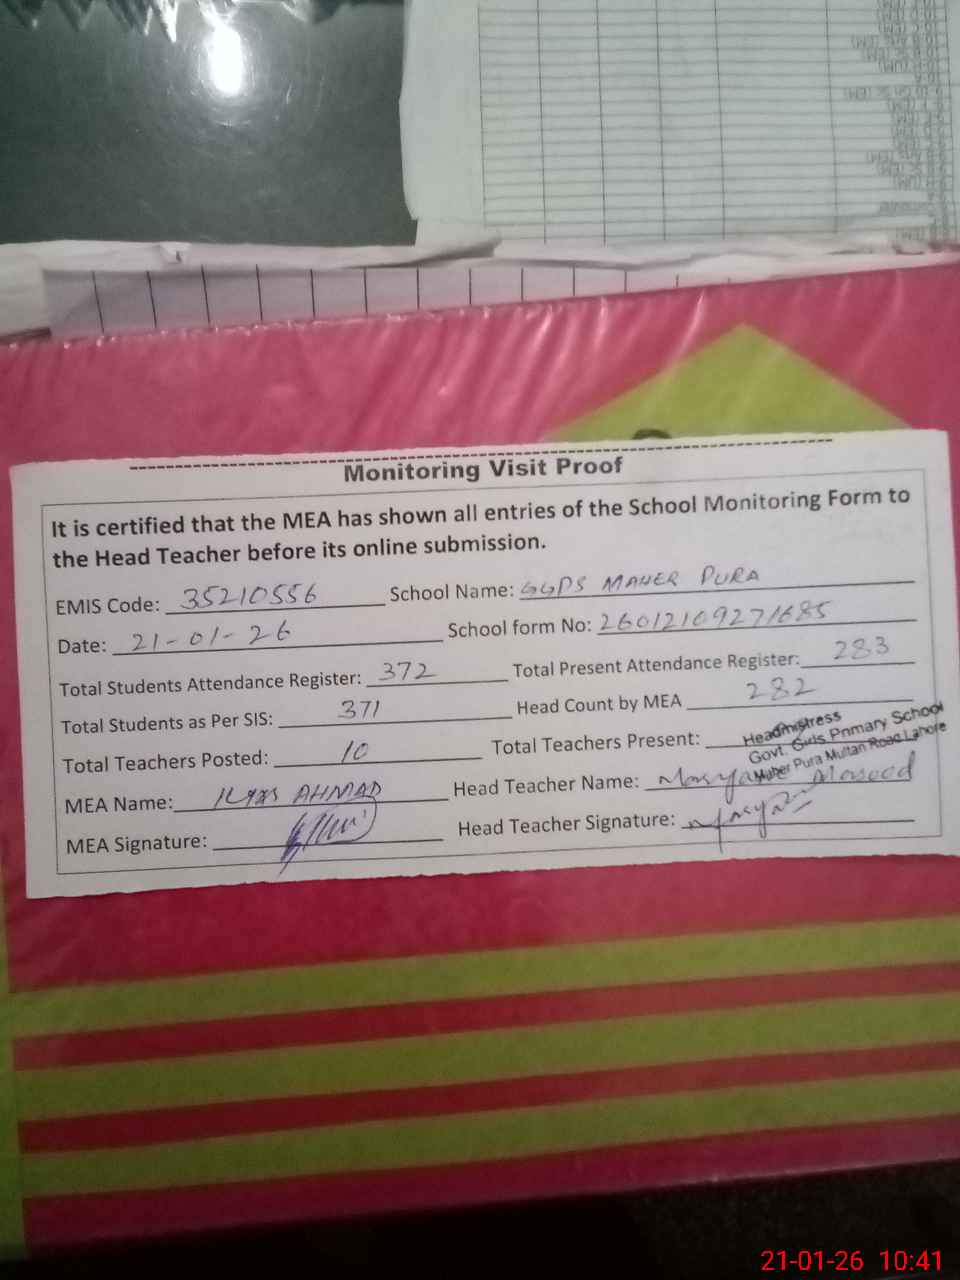 Monitoring Visit Proof
It is certified that the MEA has shown all entries of the School Monitoring Form to
the Head Teacher before its online submission.
EMIS Code: 35210556 School Name: GGPS MAHER PURA
Date: 21-01-26 School form No: 26012109271685
Total Students Attendance Register: 372 Total Present Attendance Register: 283
Total Students as Per SIS: 371 Head Count by MEA 282
Total Teachers Posted: 10 Total Teachers Present:
Headmistress
Govt. Girls Primary School
Maher Pura Multan Road Lahore
MEA Name: ILYAS AHMAD Head Teacher Name: Masood
MEA Signature: Head Teacher Signature:
21-01-26 10:41